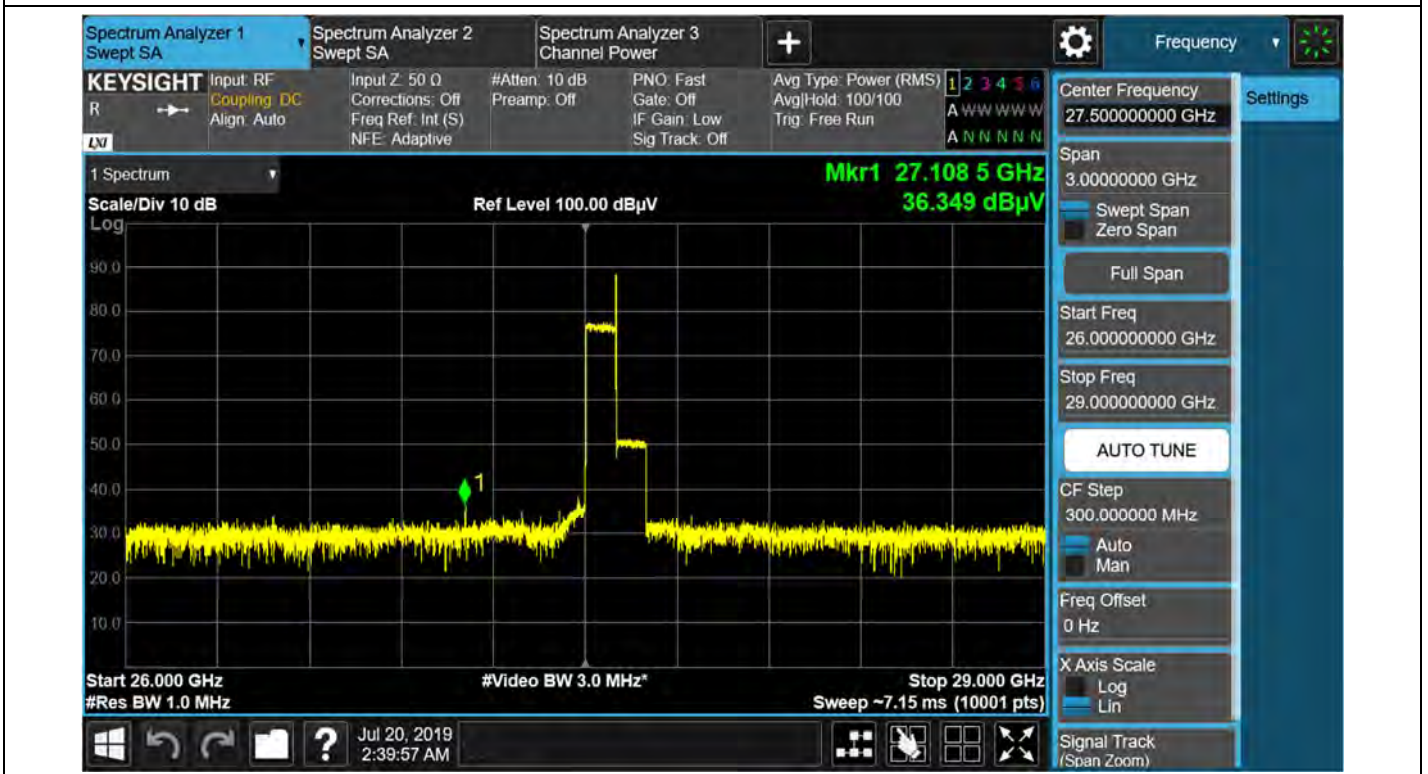 Spectrum Analyzer 1
Swept SA
Spectrum Analyzer 2
Swept SA
Spectrum Analyzer 3
Channel Power
Frequency
KEYSIGHT
R
LXI
Input: RF
Coupling: DC
Align: Auto
Input Z: 50 Ω
Corrections: Off
Freq Ref: Int (S)
NFE: Adaptive
#Atten: 10 dB
Preamp: Off
PNO: Fast
Gate: Off
IF Gain: Low
Sig Track: Off
Avg Type: Power (RMS)
Avg|Hold: 100/100
Trig: Free Run
1 2 3 4 5 6
A W W W W W
A N N N N N
1 Spectrum
Scale/Div 10 dB
Log
Ref Level 100.00 dBµV
Mkr1 27.108 5 GHz
36.349 dBµV
90.0
80.0
70.0
60.0
50.0
40.0
30.0
20.0
10.0
1
Start 26.000 GHz
#Res BW 1.0 MHz
#Video BW 3.0 MHz*
Stop 29.000 GHz
Sweep ~7.15 ms (10001 pts)
?
Jul 20, 2019
2:39:57 AM
Center Frequency
27.500000000 GHz
Span
3.00000000 GHz
Swept Span
Zero Span
Full Span
Start Freq
26.000000000 GHz
Stop Freq
29.000000000 GHz
AUTO TUNE
CF Step
300.000000 MHz
Auto
Man
Freq Offset
0 Hz
X Axis Scale
Log
Lin
Signal Track
(Span Zoom)
Settings